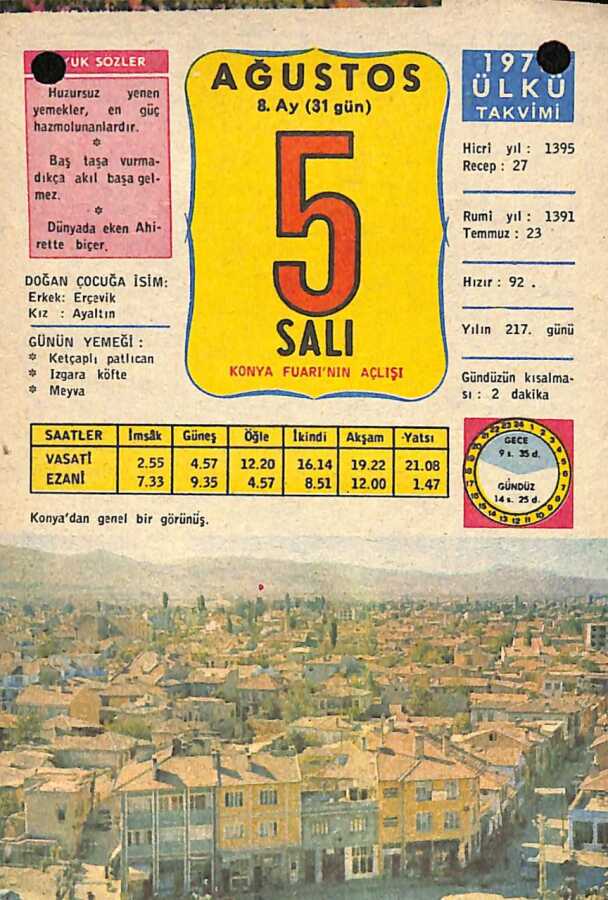 ÜK SÖZLER
Huzursuz yenen
yemekler, en güç
hazmolunanlardır.
Baş taşa vurma-
dıkça akıl başa gel-
mez.
Dünyada eken Ahi-
rette biçer.
DOĞAN ÇOCUĞA İSİM:
Erkek: Erçevik
Kız : Ayaltın
GÜNÜN YEMEĞİ :
Ketçaplı patlıcan
Izgara köfte
Meyva
AĞUSTOS
8. Ay (31 gün)
5
SALI
KONYA FUARI'NIN AÇLIŞI
197
ÜLKÜ
TAKVİMİ
Hicri yıl : 1395
Recep : 27
Rumi yıl : 1391
Temmuz : 23
Hızır : 92 .
Yılın 217. günü
Gündüzün kısalma-
sı : 2 dakika
SAATLER İmsâk Güneş Öğle İkindi Akşam Yatsı
VASATİ 2.55 4.57 12.20 16.14 19.22 21.08
EZANİ 7.33 9.35 4.57 8.51 12.00 1.47
GECE
9 s. 35 d.
GÜNDÜZ
14 s. 25 d.
Konya'dan genel bir görünüş.